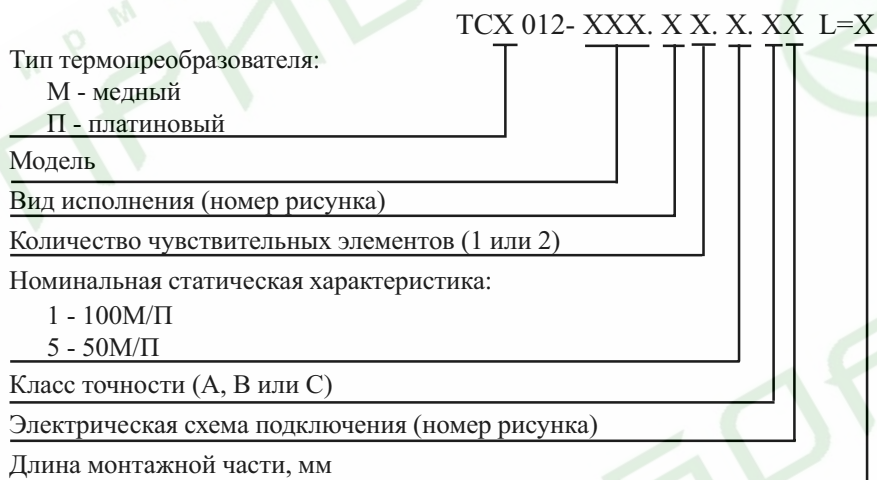 ТСХ 012- ХХХ. Х Х. Х. ХХ L=Х
Тип термопреобразователя:
М - медный
П - платиновый
Модель
Вид исполнения (номер рисунка)
Количество чувствительных элементов (1 или 2)
Номинальная статическая характеристика:
1 - 100М/П
5 - 50М/П
Класс точности (А, В или С)
Электрическая схема подключения (номер рисунка)
Длина монтажной части, мм